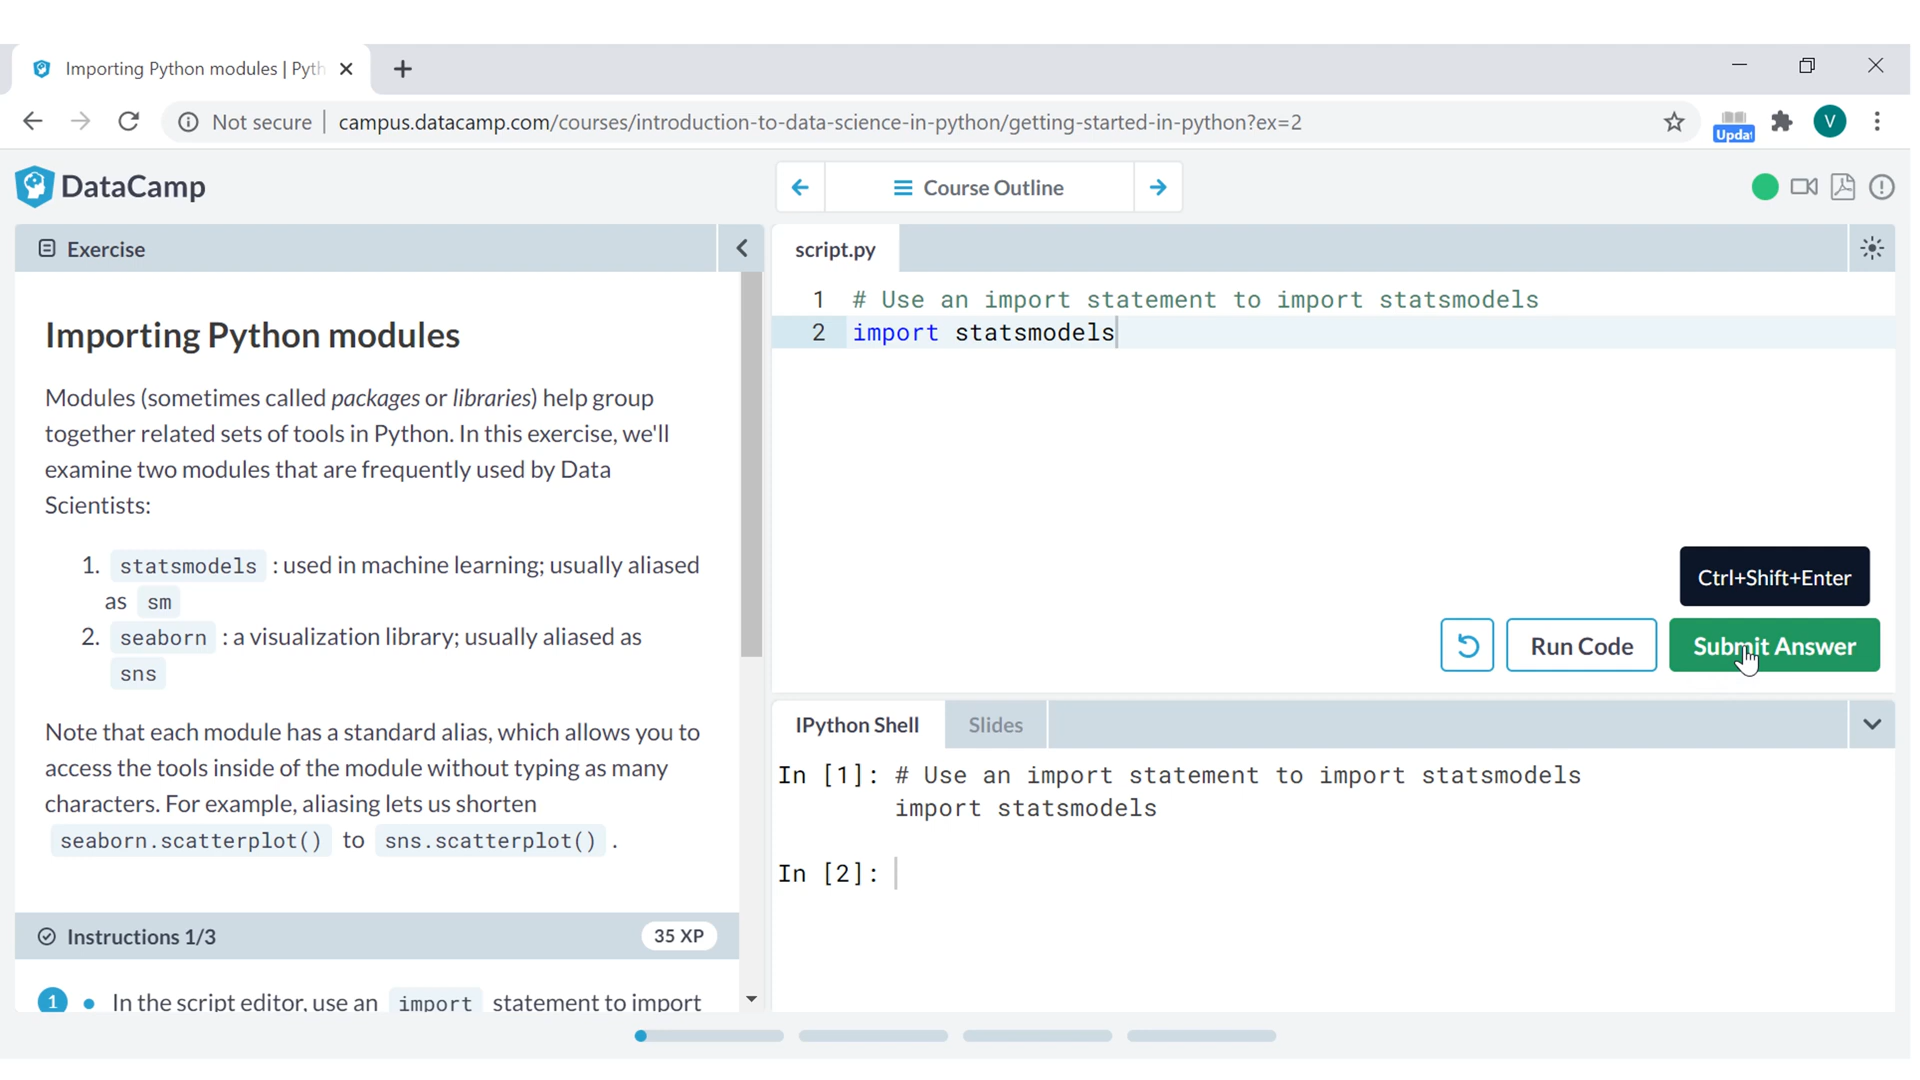 Importing Python modules | Pyth
Not secure | campus.datacamp.com/courses/introduction-to-data-science-in-python/getting-started-in-python?ex=2
V
DataCamp
Course Outline
Exercise
Importing Python modules
Modules (sometimes called packages or libraries) help group
together related sets of tools in Python. In this exercise, we'll
examine two modules that are frequently used by Data
Scientists:
1. statsmodels : used in machine learning; usually aliased
as sm
2. seaborn : a visualization library; usually aliased as
sns
Note that each module has a standard alias, which allows you to
access the tools inside of the module without typing as many
characters. For example, aliasing lets us shorten
seaborn.scatterplot() to sns.scatterplot() .
Instructions 1/3
35 XP
1 In the script editor, use an import statement to import
script.py
1 # Use an import statement to import statsmodels
2 import statsmodels
Ctrl+Shift+Enter
Run Code
Submit Answer
IPython Shell
Slides
In [1]: # Use an import statement to import statsmodels
import statsmodels
In [2]: